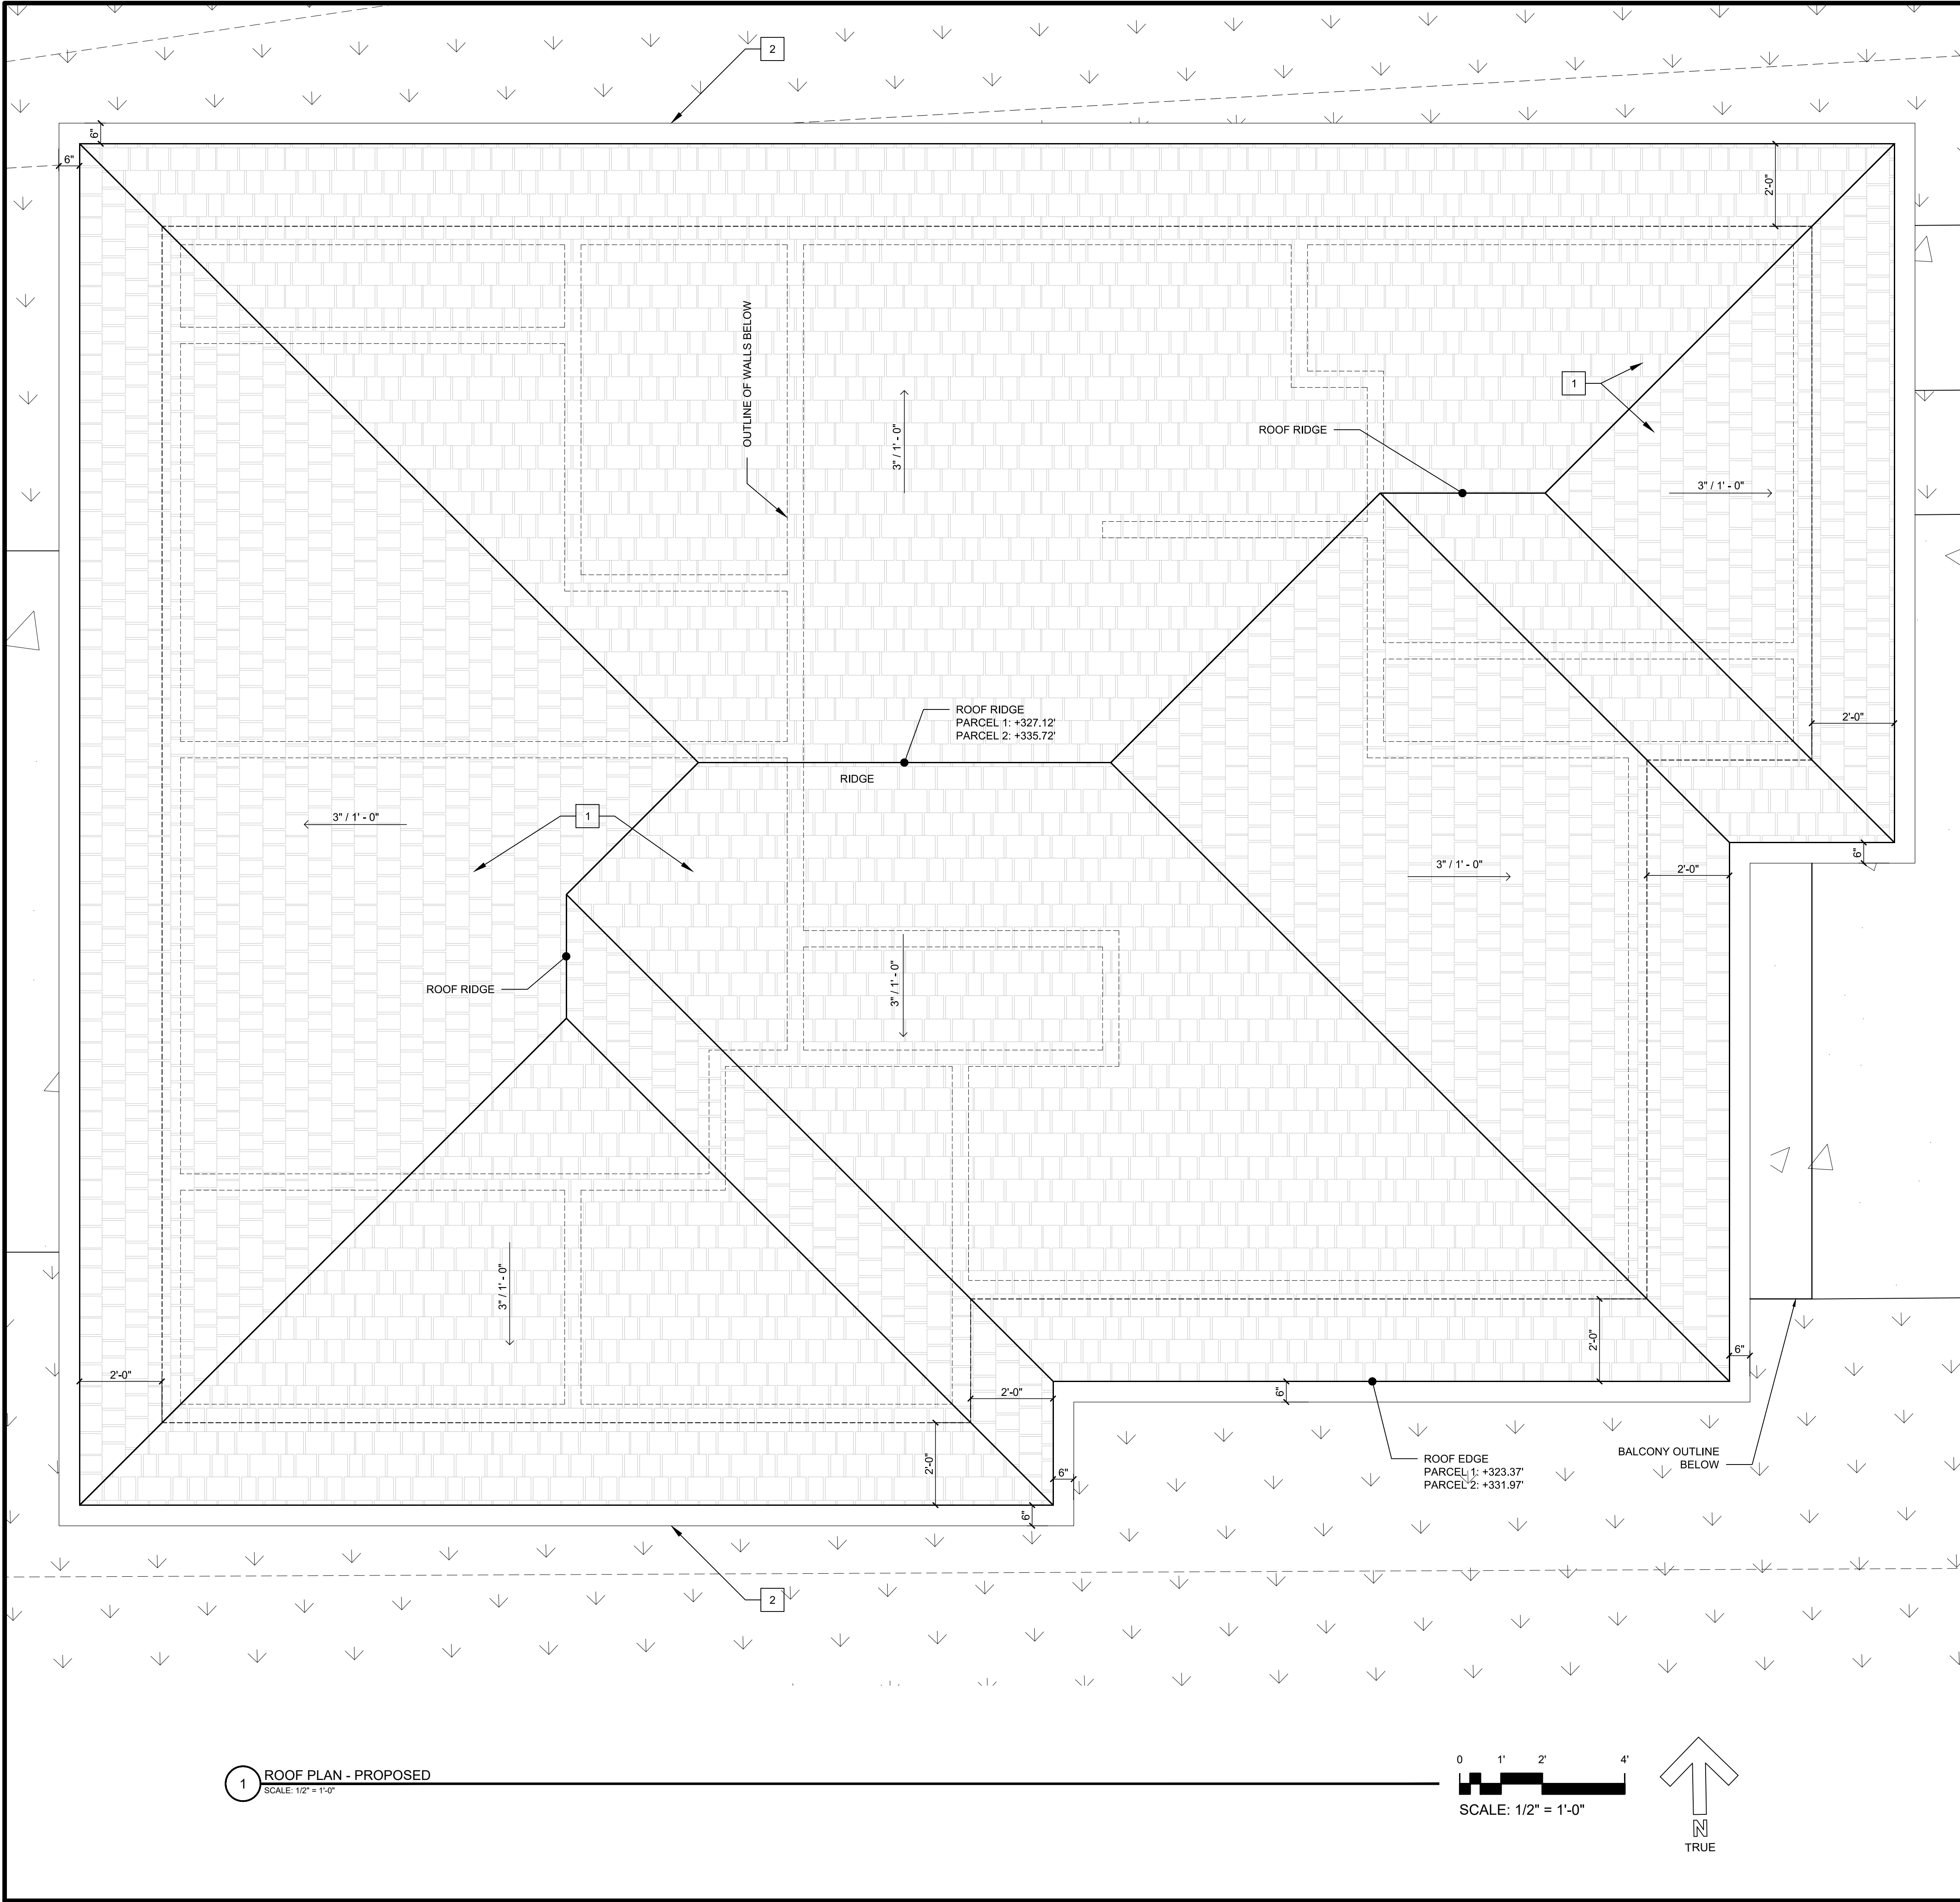 2
6"
6"
2'-0"
OUTLINE OF WALLS BELOW
1
3" / 1' - 0"
ROOF RIDGE
3" / 1' - 0"
ROOF RIDGE
PARCEL 1: +327.12'
PARCEL 2: +335.72'
2'-0"
RIDGE
3" / 1' - 0"
1
6"
3" / 1' - 0"
2'-0"
3" / 1' - 0"
ROOF RIDGE
3" / 1' - 0"
2'-0"
6"
2'-0"
2'-0"
6"
ROOF EDGE
PARCEL 1: +323.37'
PARCEL 2: +331.97'
BALCONY OUTLINE
BELOW
2'-0"
6"
6"
2
1
ROOF PLAN - PROPOSED
SCALE: 1/2" = 1'-0"
0 1' 2' 4'
SCALE: 1/2" = 1'-0"
N
TRUE